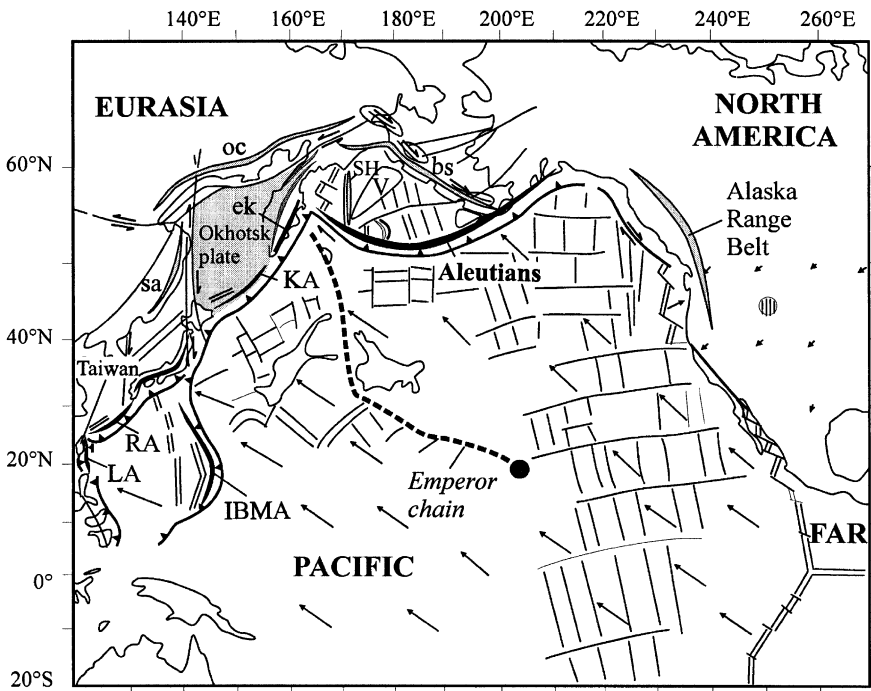 140°E 160°E 180°E 200°E 220°E 240°E 260°E
EURASIA
NORTH
AMERICA
oc
60°N
SH
V
bs
Alaska
Range
Belt
ek
Okhotsk
plate
Aleutians
sa
KA
40°N
Taiwan
RA
20°N
LA
IBMA
Emperor
chain
FAR
PACIFIC
0°
20°S